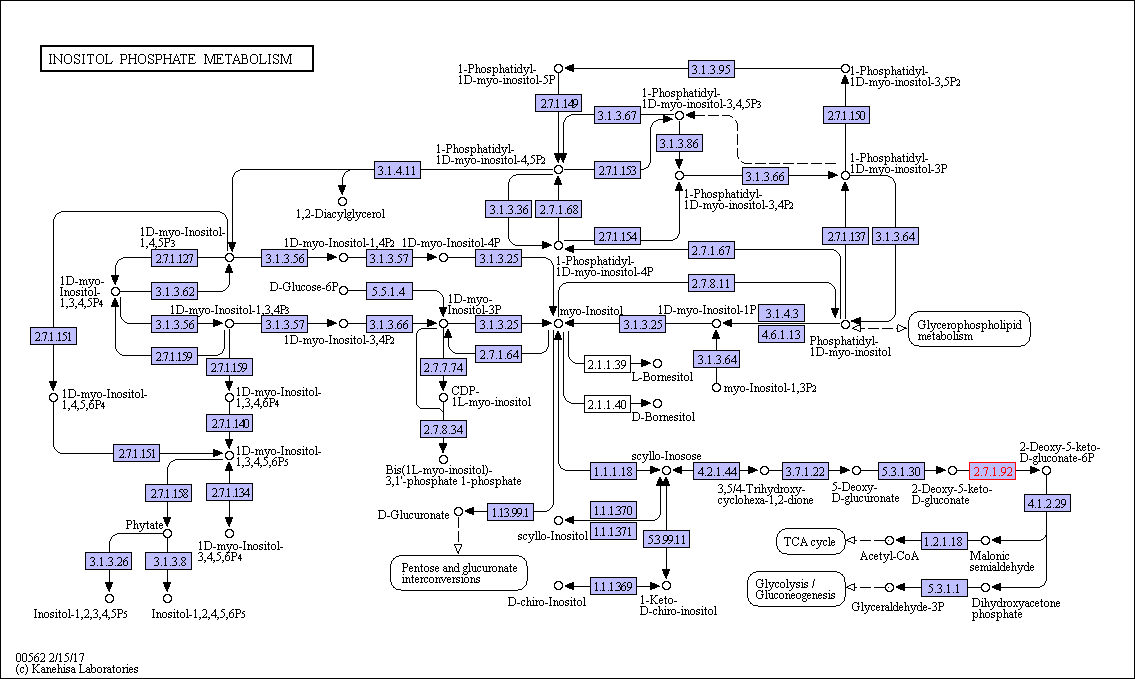 INOSITOL PHOSPHATE METABOLISM
1-Phosphatidyl-
1D-myo-inositol-5P
3.1.3.95
1-Phosphatidyl-
1D-myo-inositol-3,5P2
2.7.1.149
3.1.3.67
1-Phosphatidyl-
1D-myo-inositol-3,4,5P3
2.7.1.150
3.1.3.86
1-Phosphatidyl-
1D-myo-inositol-4,5P2
3.1.4.11
2.7.1.153
3.1.3.66
1-Phosphatidyl-
1D-myo-inositol-3P
1,2-Diacylglycerol
3.1.3.36
2.7.1.68
1-Phosphatidyl-
1D-myo-inositol-3,4P2
2.7.1.154
2.7.1.137
3.1.3.64
1D-myo-Inositol-
1,4,5P3
1D-myo-Inositol-1,4P2
1D-myo-Inositol-4P
2.7.1.67
2.7.1.127
3.1.3.56
3.1.3.57
3.1.3.25
1-Phosphatidyl-
1D-myo-inositol-4P
1D-myo-
Inositol-
1,3,4,5P4
3.1.3.62
D-Glucose-6P
5.5.1.4
2.7.8.11
1D-myo-Inositol-1,3,4P3
1D-myo-
Inositol-3P
myo-Inositol
1D-myo-Inositol-1P
3.1.4.3
3.1.3.56
3.1.3.57
3.1.3.66
3.1.3.25
3.1.3.25
4.6.1.13
Glycerophospholipid
metabolism
2.7.1.151
1D-myo-Inositol-3,4P2
Phosphatidyl-
1D-myo-inositol
2.7.1.159
2.7.1.159
2.7.1.64
2.7.7.74
2.1.1.39
L-Bornesitol
3.1.3.64
myo-Inositol-1,3P2
1D-myo-Inositol-
1,4,5,6P4
1D-myo-Inositol-
1,3,4,6P4
CDP-
1L-myo-inositol
2.1.1.40
D-Bornesitol
2.7.1.140
2.7.8.34
2.7.1.151
1D-myo-Inositol-
1,3,4,5,6P5
Bis(1L-myo-inositol)-
3,1'-phosphate 1-phosphate
scyllo-Inosose
2-Deoxy-5-keto-
D-gluconate-6P
1.1.1.18
4.2.1.44
3.7.1.22
5.3.1.30
2.7.1.92
3,5/4-Trihydroxy-
cyclohexa-1,2-dione
5-Deoxy-
D-glucuronate
2-Deoxy-5-keto-
D-gluconate
2.7.1.158
2.7.1.134
4.1.2.29
D-Glucuronate
1.13.99.1
1.1.1.370
1.1.1.371
scyllo-Inositol
Phytate
1D-myo-Inositol-
3,4,5,6P4
5.3.99.11
TCA cycle
Acetyl-CoA
1.2.1.18
Malonic
semialdehyde
3.1.3.26
3.1.3.8
Pentose and glucuronate
interconversions
D-chiro-Inositol
1.1.1.369
1-Keto-
D-chiro-inositol
Glycolysis /
Gluconeogenesis
Glyceraldehyde-3P
5.3.1.1
Dihydroxyacetone
phosphate
Inositol-1,2,3,4,5P5
Inositol-1,2,4,5,6P5
00562 2/15/17
(c) Kanehisa Laboratories